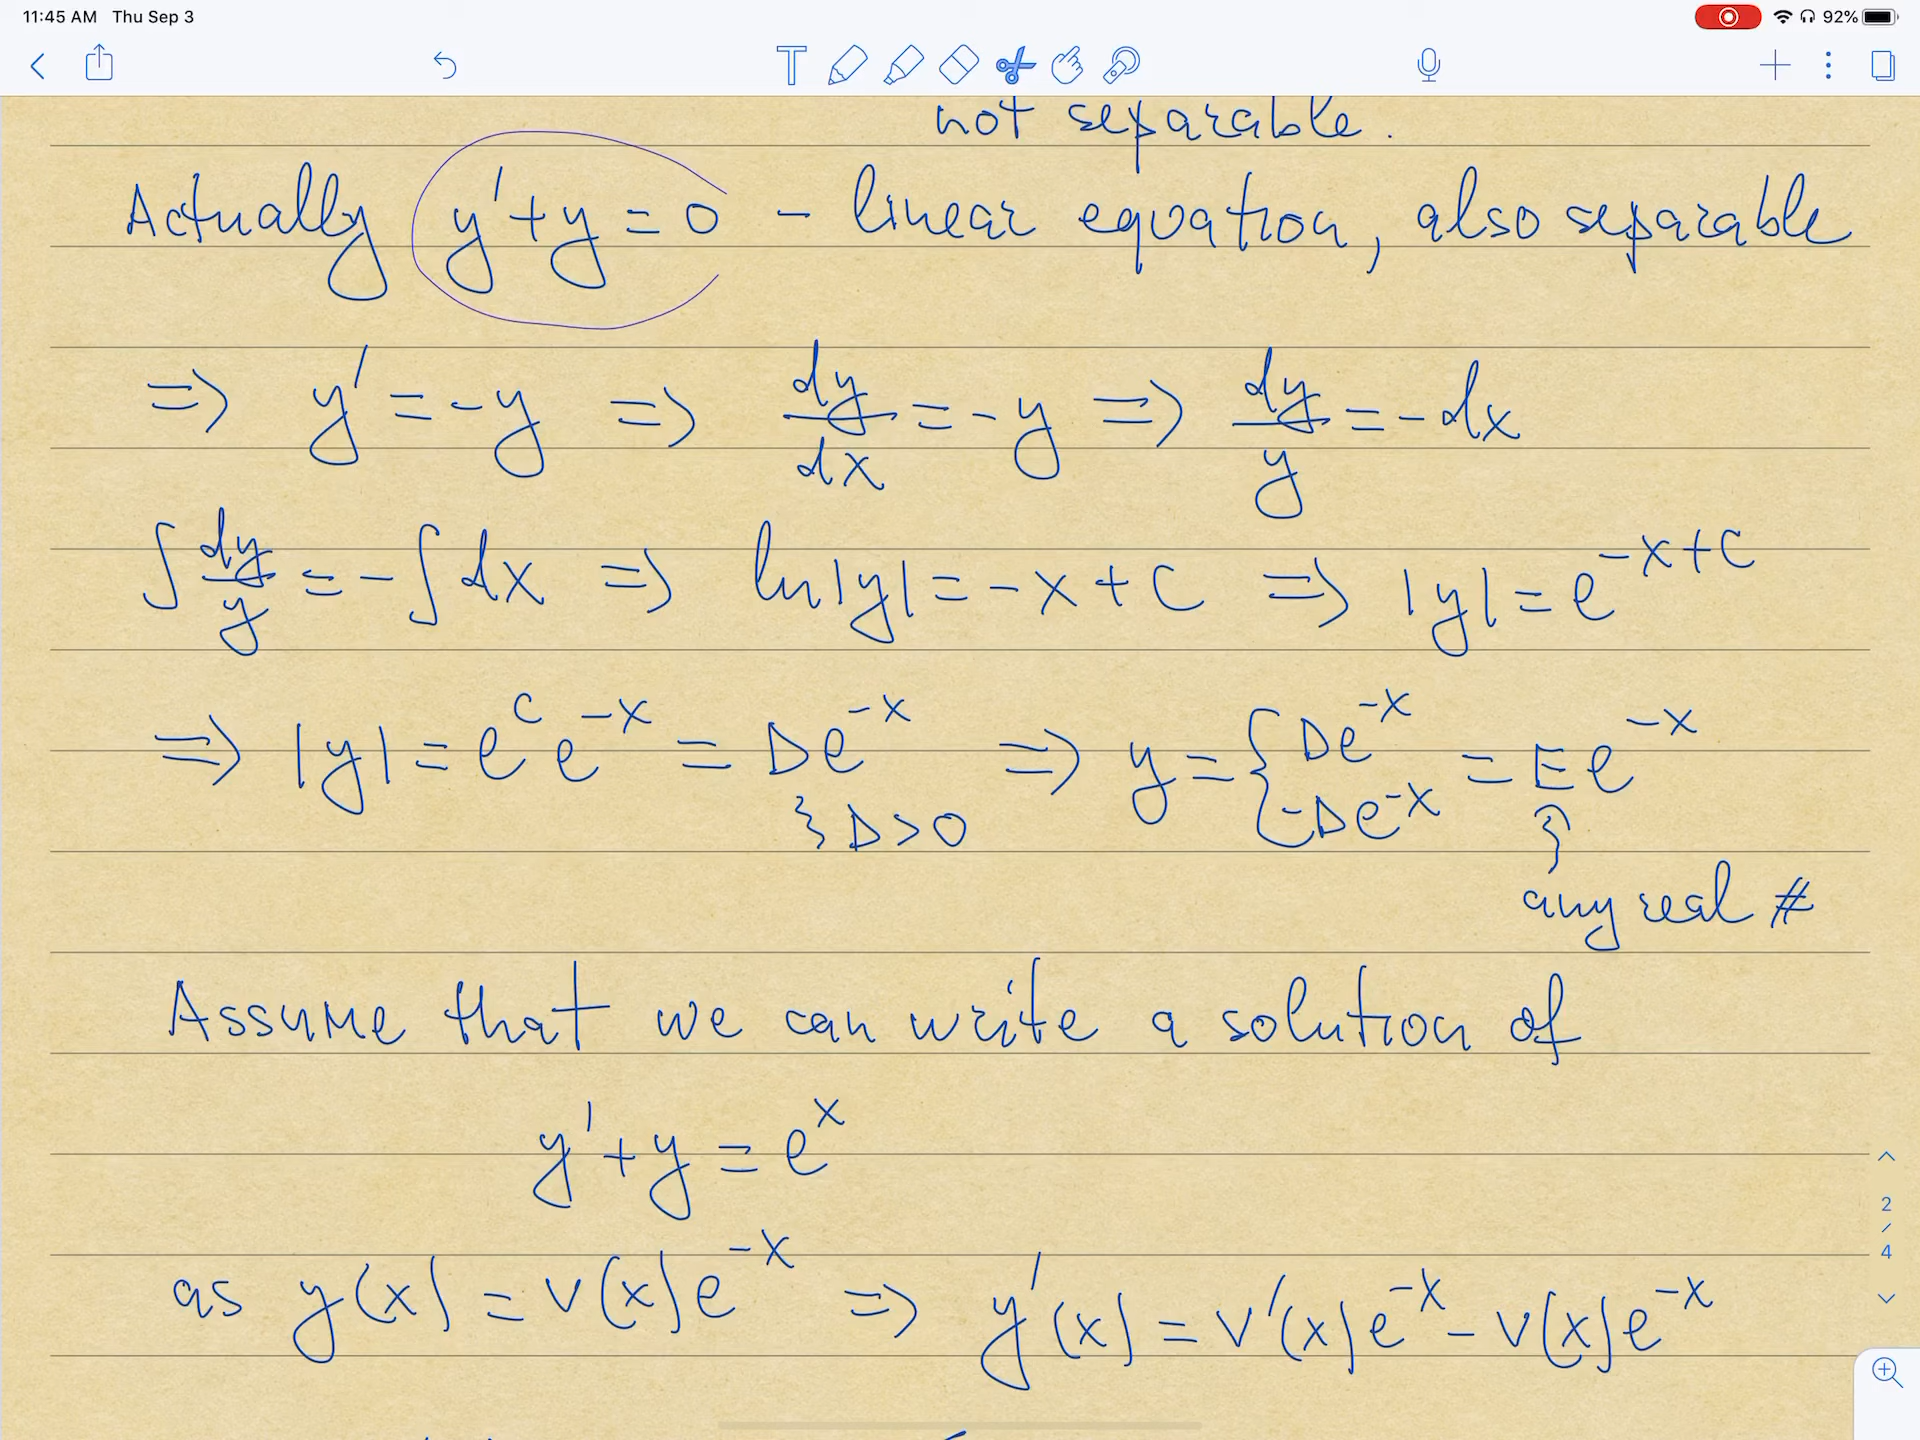 11:45 AM Thu Sep 3 92%
not separable.
Actually y' + y = 0 – linear equation, also separable
=> y' = -y => dy/dx = -y => dy/y = -dx
∫ dy/y = -∫ dx => ln|y| = -x + c => |y| = e^{-x+c}
=> |y| = e^c e^{-x} = De^{-x} => y = { De^{-x} -De^{-x} = Ee^{-x}
D > 0
any real #
Assume that we can write a solution of
y' + y = e^x
as y(x) = v(x)e^{-x} => y'(x) = v'(x)e^{-x} - v(x)e^{-x}
2 / 4